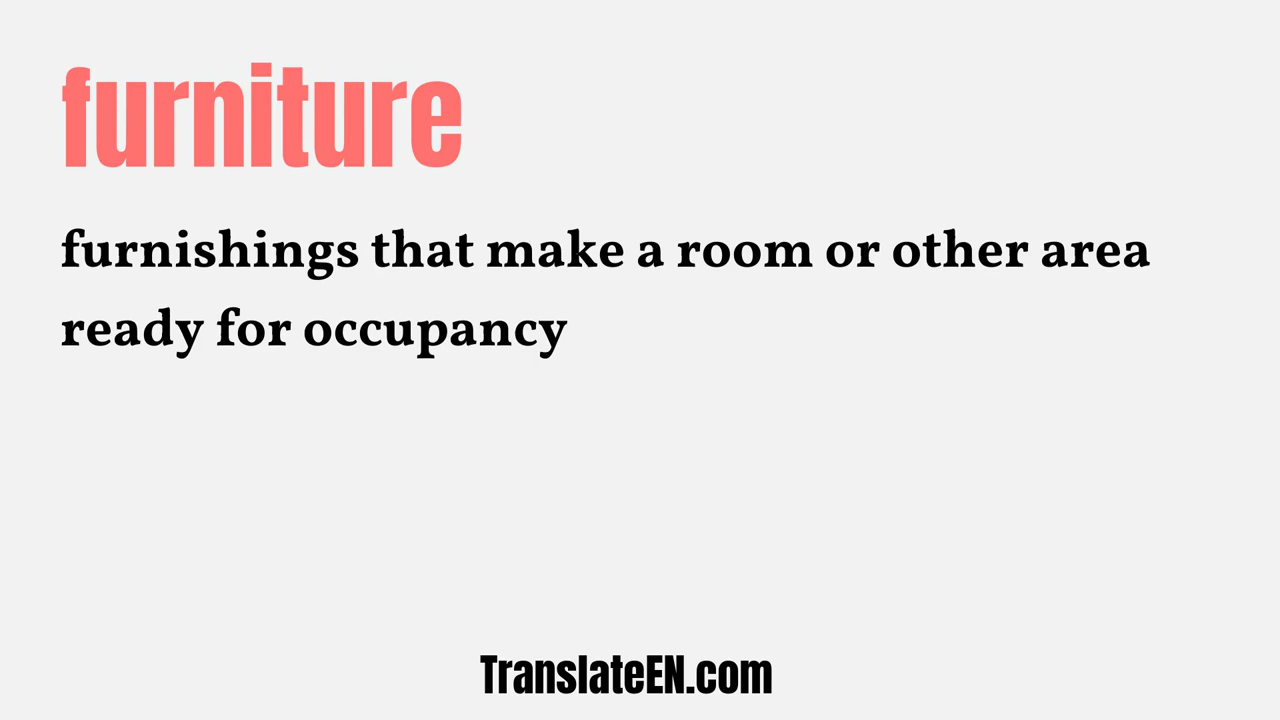 furniture
furnishings that make a room or other area
ready for occupancy
TranslateEN.com